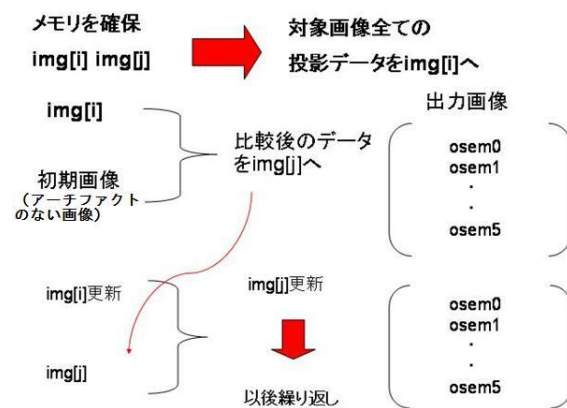 メモリを確保
img[i] img[j]
対象画像全ての
投影データをimg[i]へ
img[i]
初期画像
（アーチファクト
のない画像）
比較後のデータ
をimg[j]へ
出力画像
osem0
osem1
.
.
osem5
img[i]更新
img[j]
img[j]更新
以後繰り返し
osem0
osem1
.
.
osem5